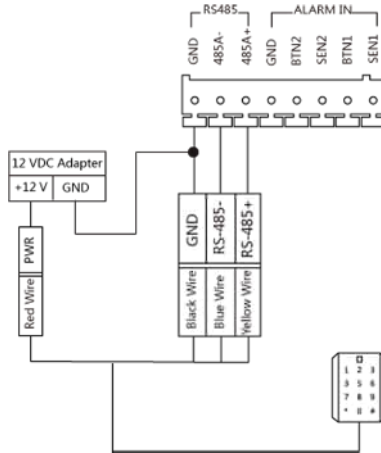 RS485 ALARM IN
GND 485A- 485A+ GND BTN2 SEN2 BTN1 SEN1
12 VDC Adapter
+12 V GND
PWR
Red Wire
GND RS-485- RS-485+
Black Wire Blue Wire Yellow Wire
1 2 3
3 5 6
7 8 9
* 0 #